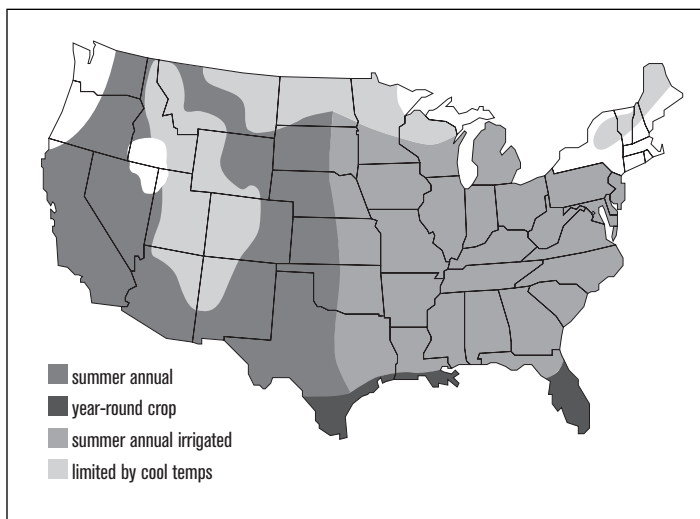 summer annual
year-round crop
summer annual irrigated
limited by cool temps